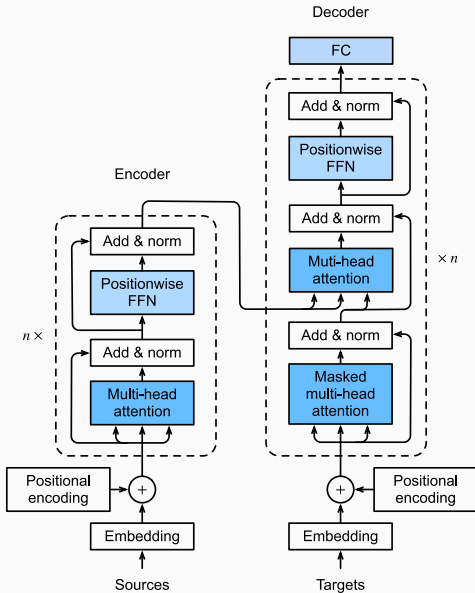 Decoder
FC
Add & norm
Positionwise
FFN
Add & norm
Muti-head
attention
× n
Add & norm
Masked
multi-head
attention
Positional
encoding
+
Embedding
Targets
Encoder
Add & norm
Positionwise
FFN
n ×
Add & norm
Multi-head
attention
Positional
encoding
+
Embedding
Sources